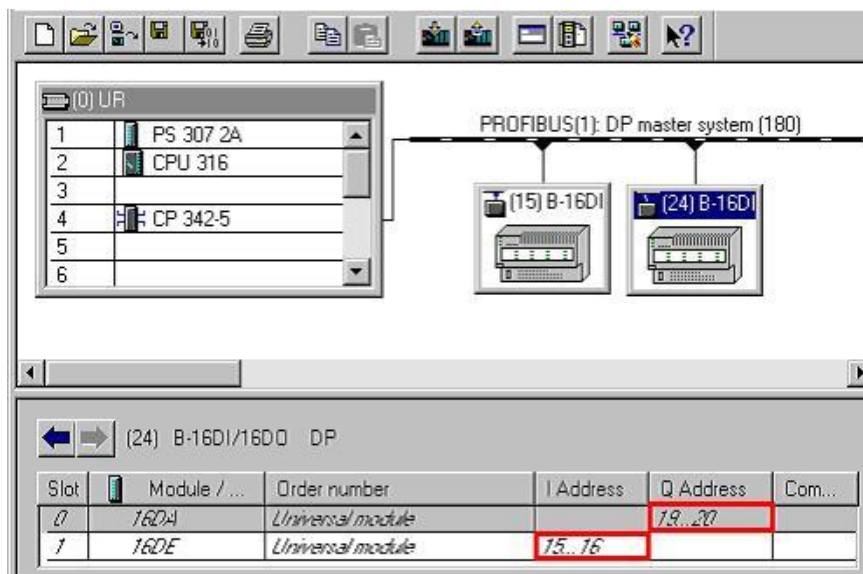 (0) UR
1 PS 307 2A
2 CPU 316
3
4 CP 342-5
5
6
PROFIBUS(1): DP master system (180)
(15) B-16DI
(24) B-16DI
(24) B-16DI/16DO DP
Slot Module / ... Order number I Address Q Address Com...
0 16DA Universal module 19...20
1 16DE Universal module 15...16